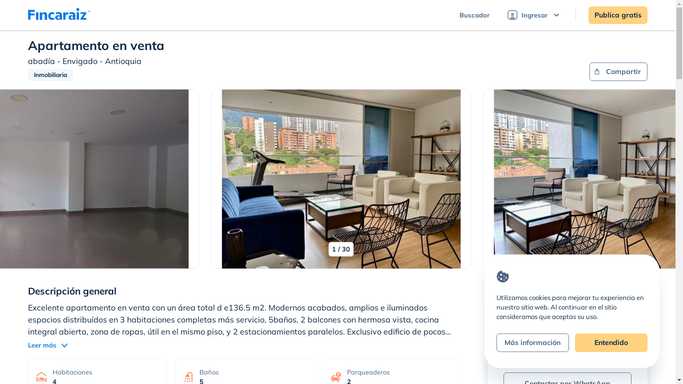 Fincaraiz
Buscador
Ingresar
Publica gratis
Apartamento en venta
abadía - Envigado - Antioquia
Inmobiliaria
Compartir
1 / 30
Descripción general
Excelente apartamento en venta con un área total d e136.5 m2. Modernos acabados, amplios e iluminados
espacios distribuidos en 3 habitaciones completas más servicio, 5baños, 2 balcones con hermosa vista, cocina
integral abierta, zona de ropas, útil en el mismo piso, y 2 estacionamientos paralelos. Exclusivo edificio de pocos...
Leer más
Habitaciones
4
Baños
5
Parqueaderos
2
Utilizamos cookies para mejorar tu experiencia en
nuestro sitio web. Al continuar en el sitio
consideramos que aceptas su uso.
Más información
Entendido
Contactar por WhatsApp